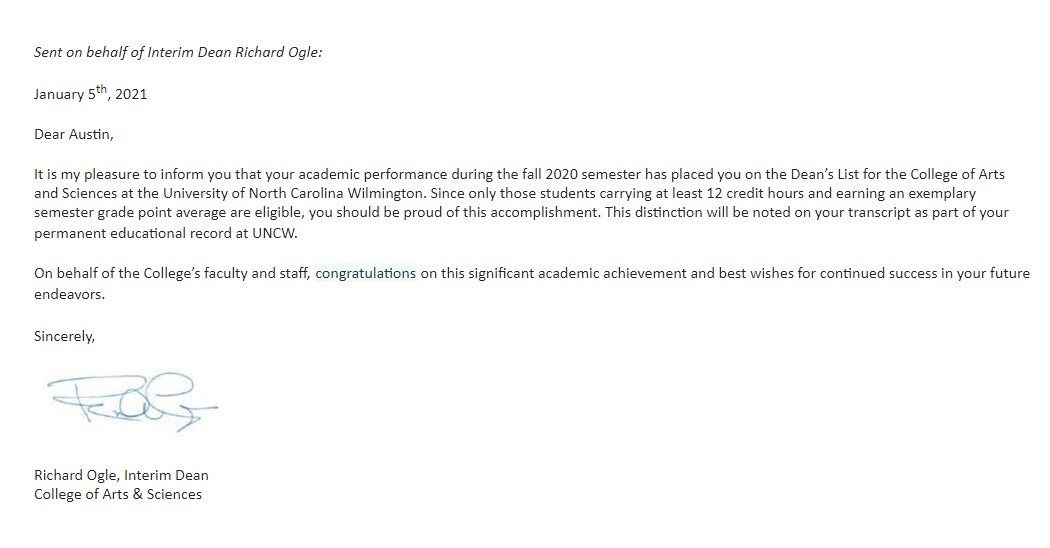 Sent on behalf of Interim Dean Richard Ogle:
January 5th, 2021
Dear Austin,
It is my pleasure to inform you that your academic performance during the fall 2020 semester has placed you on the Dean’s List for the College of Arts
and Sciences at the University of North Carolina Wilmington. Since only those students carrying at least 12 credit hours and earning an exemplary
semester grade point average are eligible, you should be proud of this accomplishment. This distinction will be noted on your transcript as part of your
permanent educational record at UNCW.
On behalf of the College’s faculty and staff, congratulations on this significant academic achievement and best wishes for continued success in your future
endeavors.
Sincerely,
Richard Ogle, Interim Dean
College of Arts & Sciences